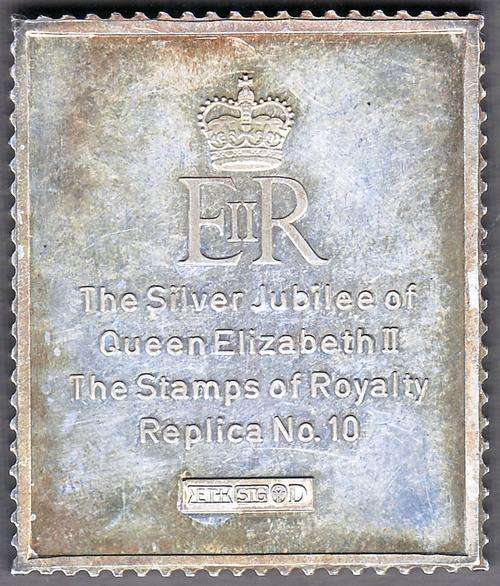 EIIR
The Silver Jubilee of
Queen Elizabeth II
The Stamps of Royalty
Replica No. 10
D